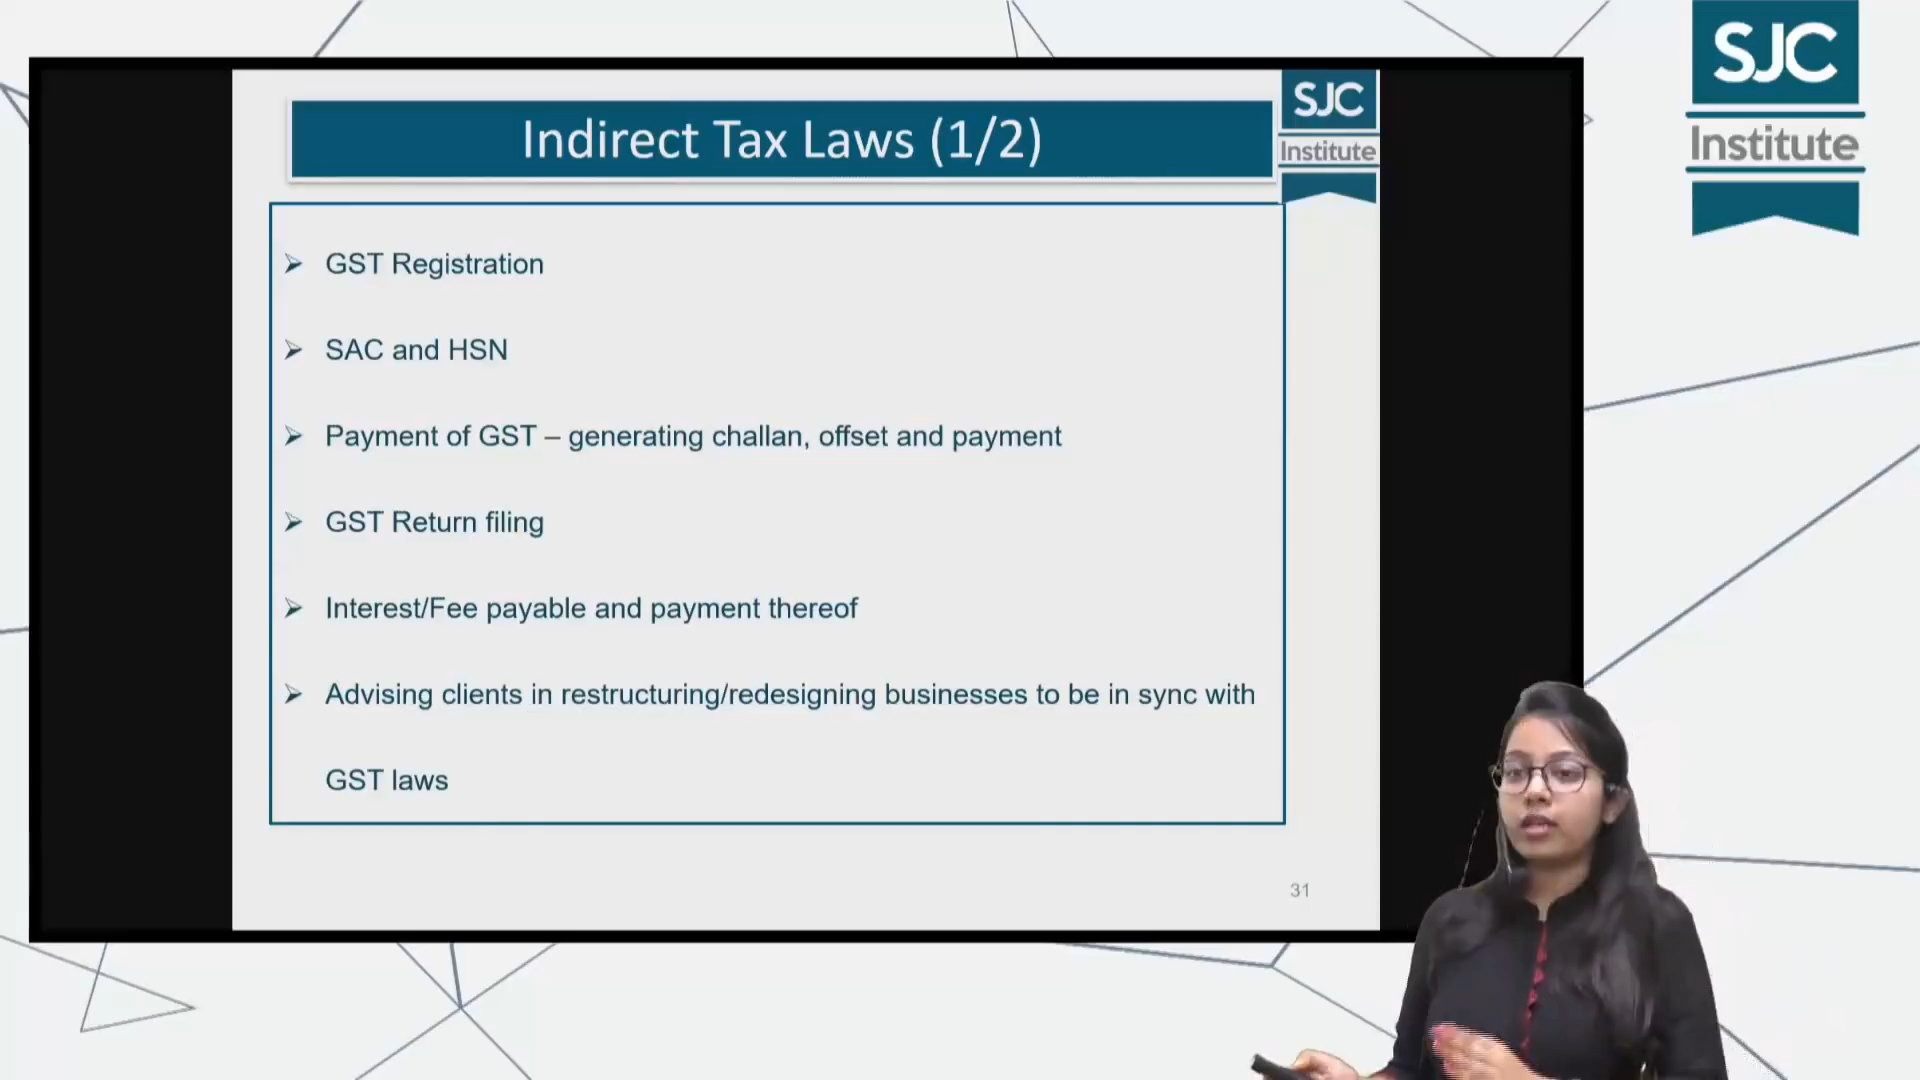 SJC
Institute
Indirect Tax Laws (1/2)
SJC
Institute
➢ GST Registration
➢ SAC and HSN
➢ Payment of GST – generating challan, offset and payment
➢ GST Return filing
➢ Interest/Fee payable and payment thereof
➢ Advising clients in restructuring/redesigning businesses to be in sync with
GST laws
31